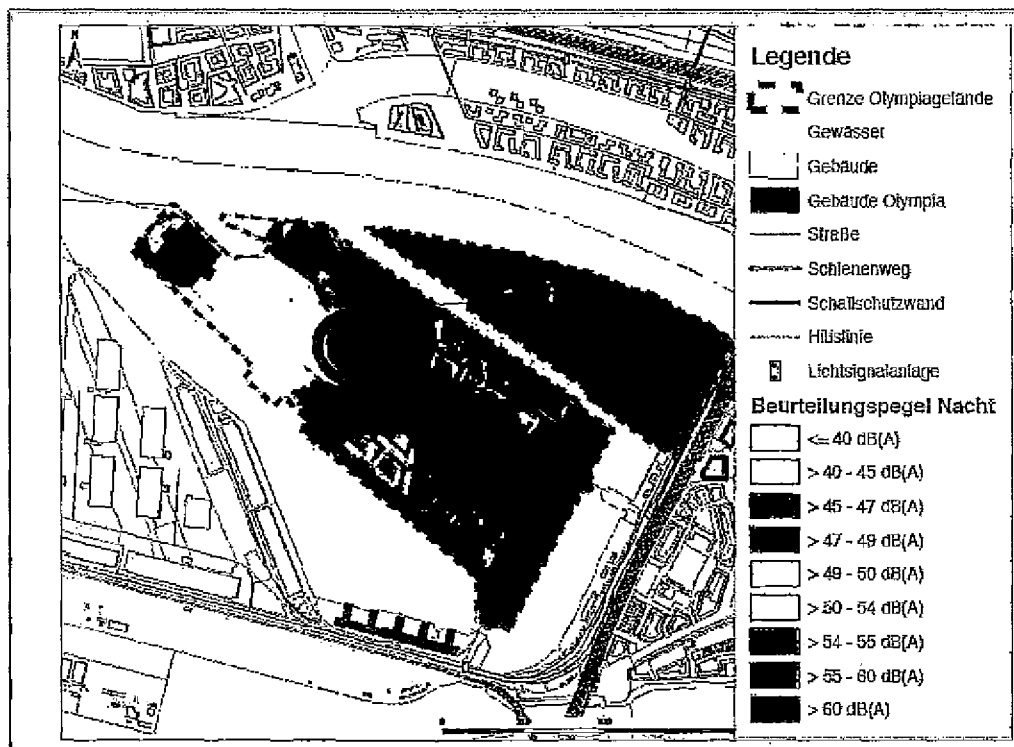 N
Legende
Grenze Olympiagelände
Gewässer
Gebäude
Gebäude Olympia
Straße
Schienenweg
Schallschutzwand
Hilfslinie
Lichtsignalanlage
Beurteilungspegel Nacht
<= 40 dB(A)
> 40 - 45 dB(A)
> 45 - 47 dB(A)
> 47 - 49 dB(A)
> 49 - 50 dB(A)
> 50 - 54 dB(A)
> 54 - 55 dB(A)
> 55 - 60 dB(A)
> 60 dB(A)